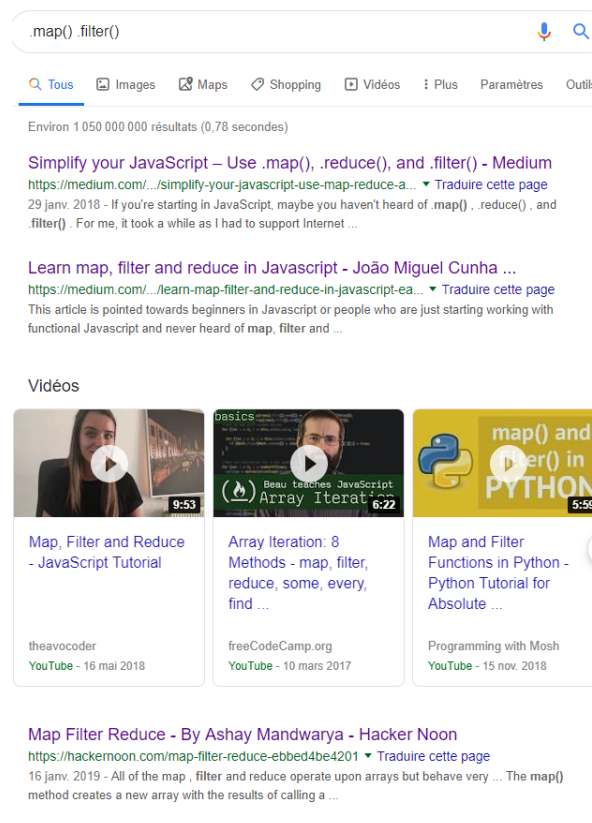 .map() .filter()
Tous Images Maps Shopping Vidéos Plus Paramètres Outils
Environ 1 050 000 000 résultats (0,78 secondes)
Simplify your JavaScript – Use .map(), .reduce(), and .filter() - Medium
https://medium.com/.../simplify-your-javascript-use-map-reduce-a... Traduire cette page
29 janv. 2018 - If you're starting in JavaScript, maybe you haven't heard of .map() , .reduce() , and
.filter() . For me, it took a while as I had to support Internet ...
Learn map, filter and reduce in Javascript - João Miguel Cunha ...
https://medium.com/.../learn-map-filter-and-reduce-in-javascript-ea... Traduire cette page
This article is pointed towards beginners in Javascript or people who are just starting working with
functional Javascript and never heard of map, filter and ...
Vidéos
9:53
basics
Beau teaches JavaScript
Array Iteration
6:22
map() and
filter() in
PYTHON
5:59
Map, Filter and Reduce
- JavaScript Tutorial
theavocoder
YouTube - 16 mai 2018
Array Iteration: 8
Methods - map, filter,
reduce, some, every,
find ...
freeCodeCamp.org
YouTube - 10 mars 2017
Map and Filter
Functions in Python -
Python Tutorial for
Absolute ...
Programming with Mosh
YouTube - 15 nov. 2018
Map Filter Reduce - By Ashay Mandwarya - Hacker Noon
https://hackernoon.com/map-filter-reduce-ebbed4be4201 Traduire cette page
16 janv. 2019 - All of the map , filter and reduce operate upon arrays but behave very ... The map()
method creates a new array with the results of calling a ...